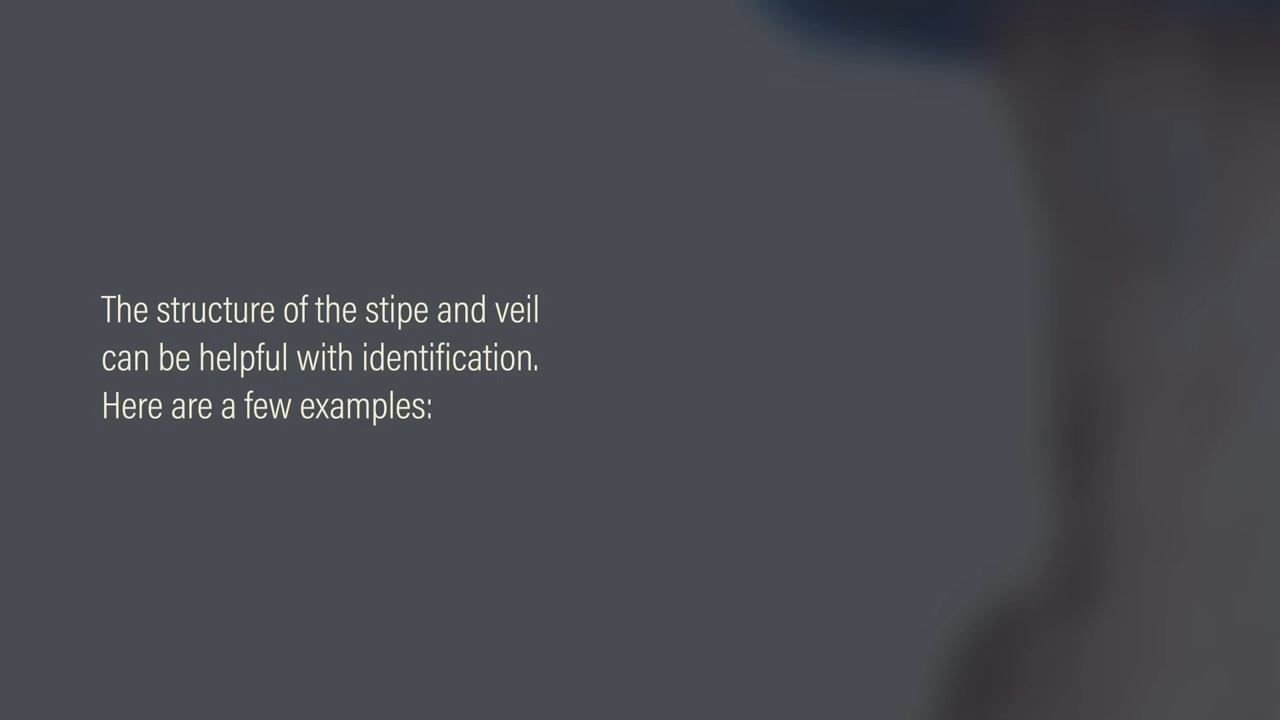 The structure of the stipe and veil
can be helpful with identification.
Here are a few examples: